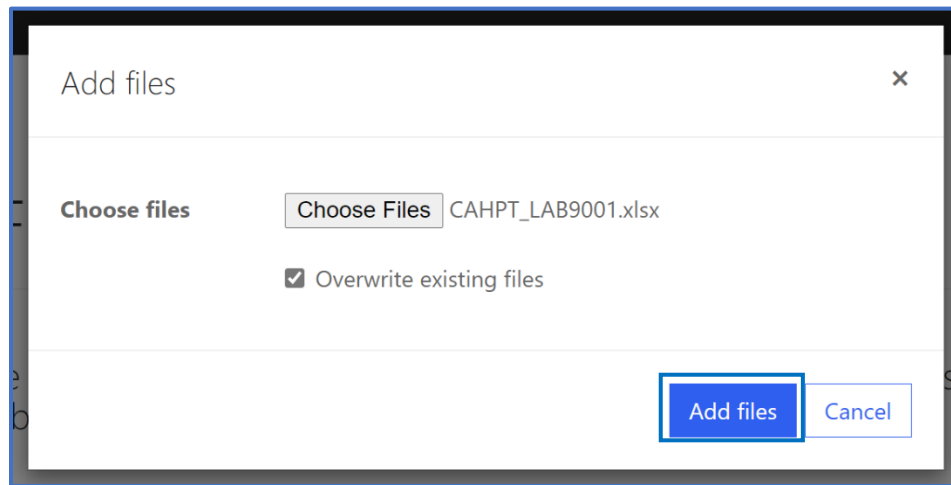 Add files ×
Choose files Choose Files CAHPT_LAB9001.xlsx
Overwrite existing files
Add files Cancel